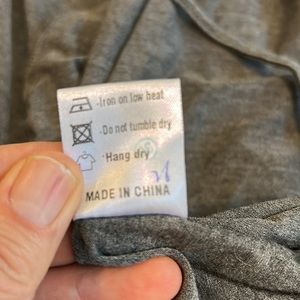 -Iron on low heat
-Do not tumble dry
-Hang dry
MADE IN CHINA